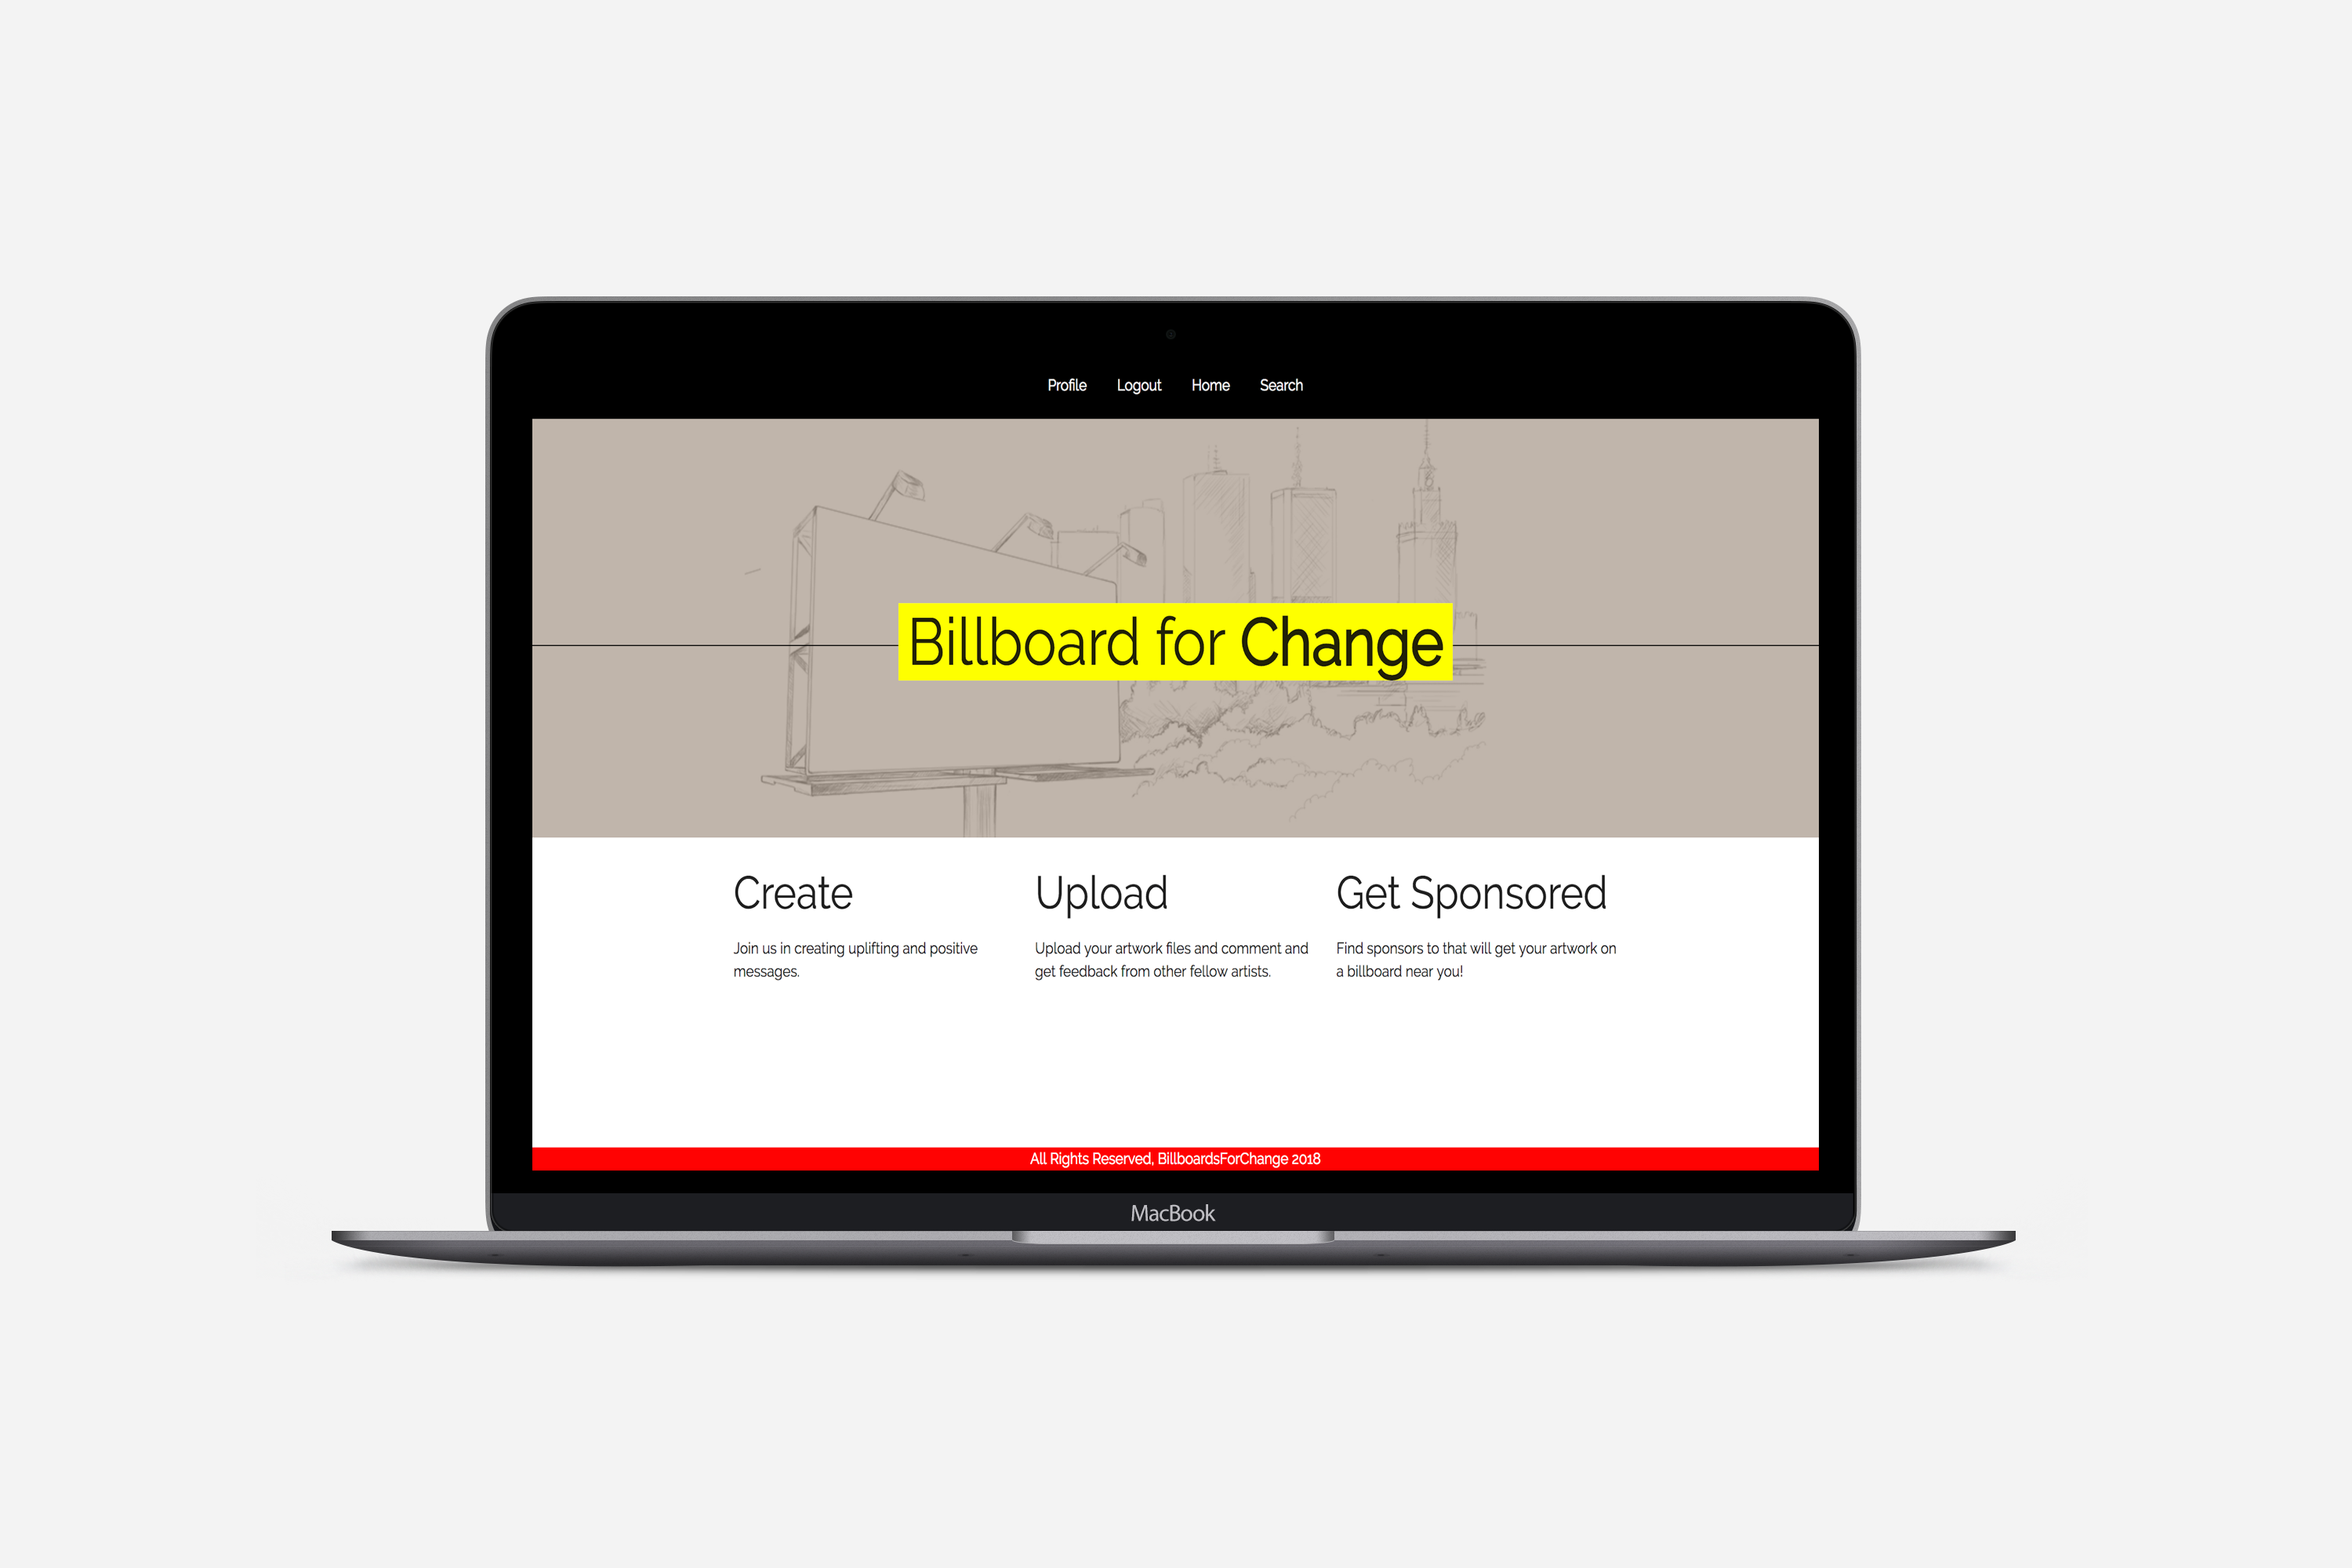 Profile Logout Home Search
Billboard for Change
Create
Join us in creating uplifting and positive
messages.
Upload
Upload your artwork files and comment and
get feedback from other fellow artists.
Get Sponsored
Find sponsors to that will get your artwork on
a billboard near you!
All Rights Reserved, BillboardsForChange 2018
MacBook